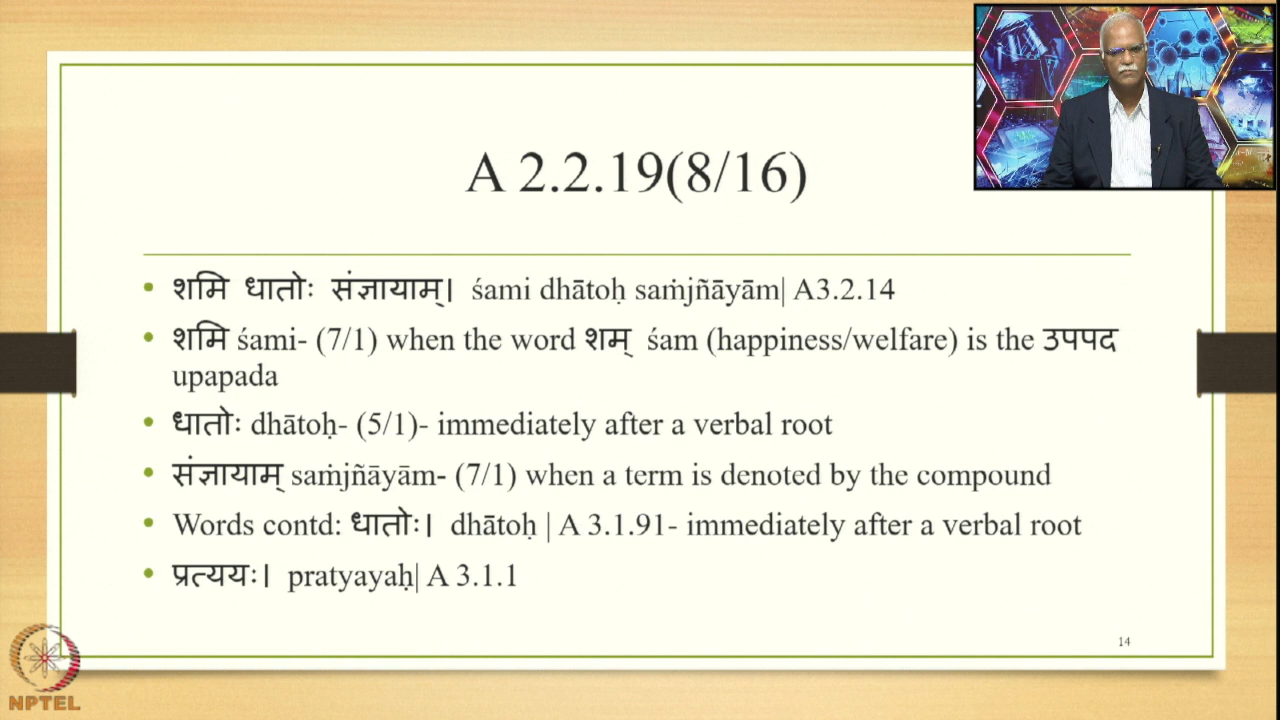 A 2.2.19(8/16)
• शमि धातोः संज्ञायाम्। śami dhātoḥ saṁjñāyām| A3.2.14
• शमि śami- (7/1) when the word शम् śam (happiness/welfare) is the उपपद
upapada
• धातोः dhātoḥ- (5/1)- immediately after a verbal root
• संज्ञायाम् saṁjñāyām- (7/1) when a term is denoted by the compound
• Words contd: धातोः। dhātoḥ | A 3.1.91- immediately after a verbal root
• प्रत्ययः। pratyayaḥ| A 3.1.1
14
NPTEL